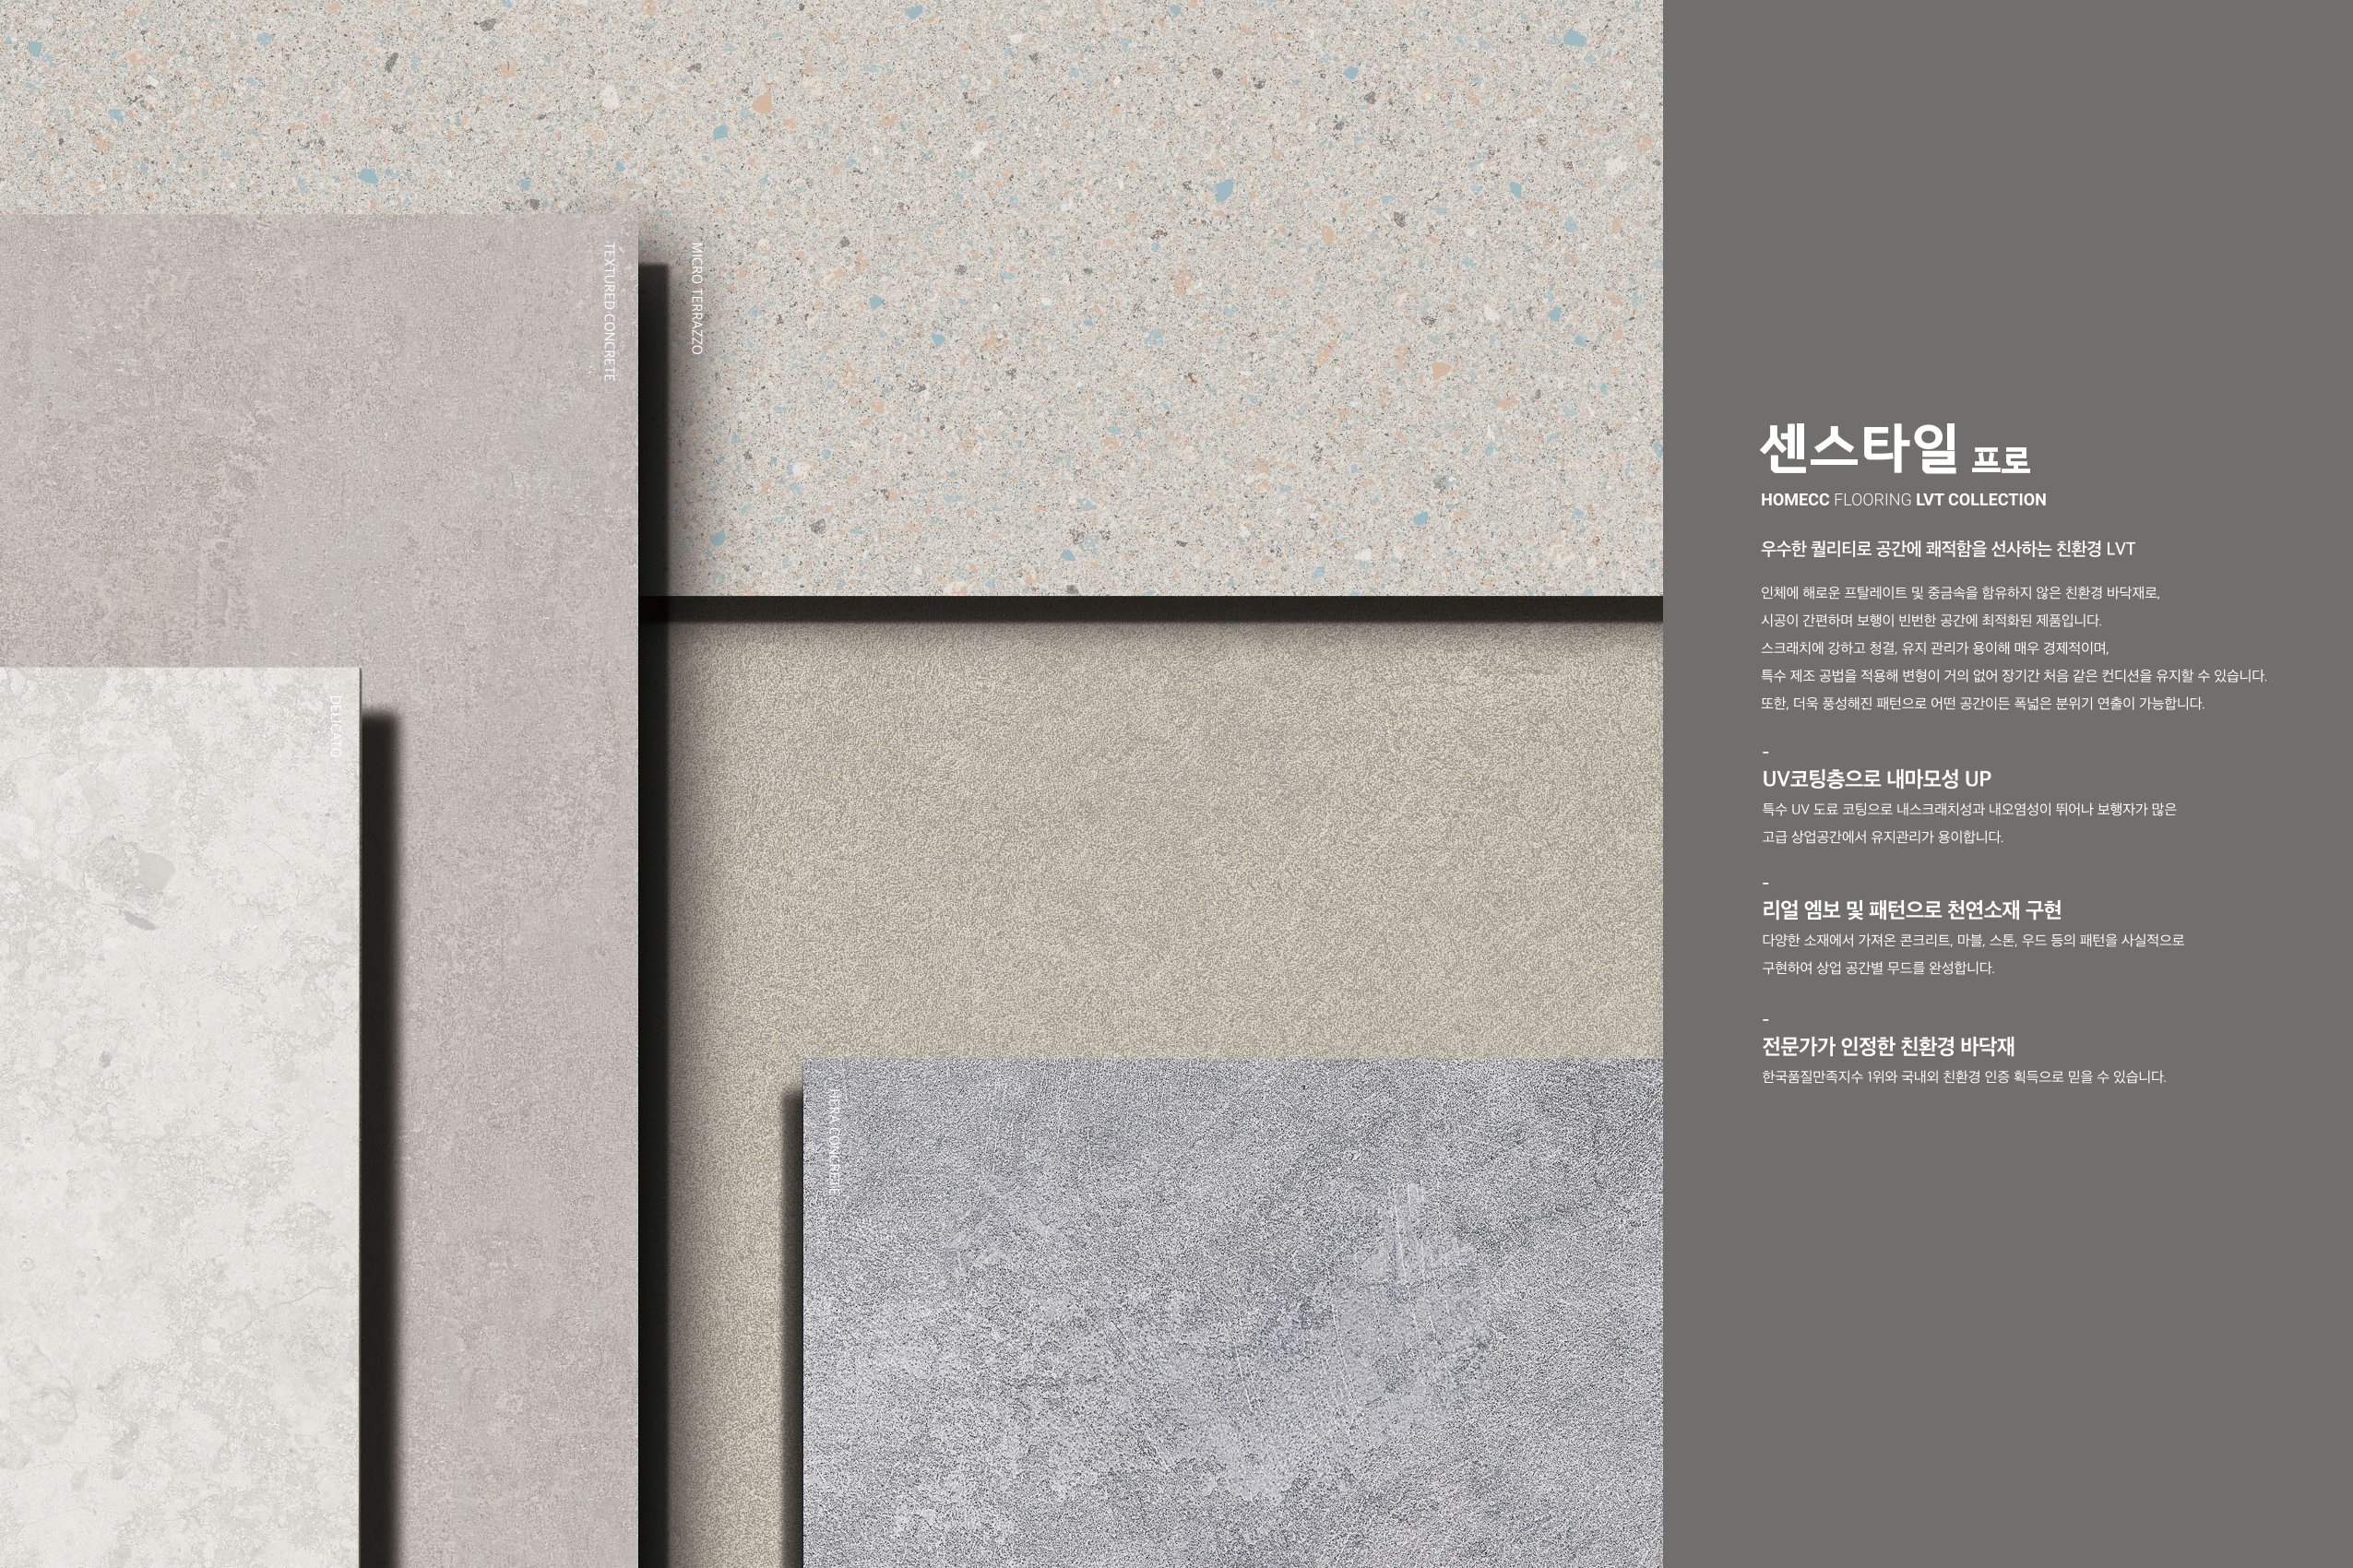 TEXTURED CONCRETE
MICRO TERRAZZO
DELICATO
CONCRETE
센스타일 프로
HOMECC FLOORING LVT COLLECTION
우수한 퀄리티로 공간에 쾌적함을 선사하는 친환경 LVT
인체에 해로운 프탈레이트 및 중금속을 함유하지 않은 친환경 바닥재로,
시공이 간편하며 보행이 빈번한 공간에 최적화된 제품입니다.
스크래치에 강하고 청결, 유지 관리가 용이해 매우 경제적이며,
특수 제조 공법을 적용해 변형이 거의 없어 장기간 처음 같은 컨디션을 유지할 수 있습니다.
또한, 더욱 풍성해진 패턴으로 어떤 공간이든 폭넓은 분위기 연출이 가능합니다.
-
UV코팅층으로 내마모성 UP
특수 UV 도료 코팅으로 내스크래치성과 내오염성이 뛰어나 보행자가 많은
고급 상업공간에서 유지관리가 용이합니다.
-
리얼 엠보 및 패턴으로 천연소재 구현
다양한 소재에서 가져온 콘크리트, 마블, 스톤, 우드 등의 패턴을 사실적으로
구현하여 상업 공간별 무드를 완성합니다.
-
전문가가 인정한 친환경 바닥재
한국품질만족지수 1위와 국내외 친환경 인증 획득으로 믿을 수 있습니다.